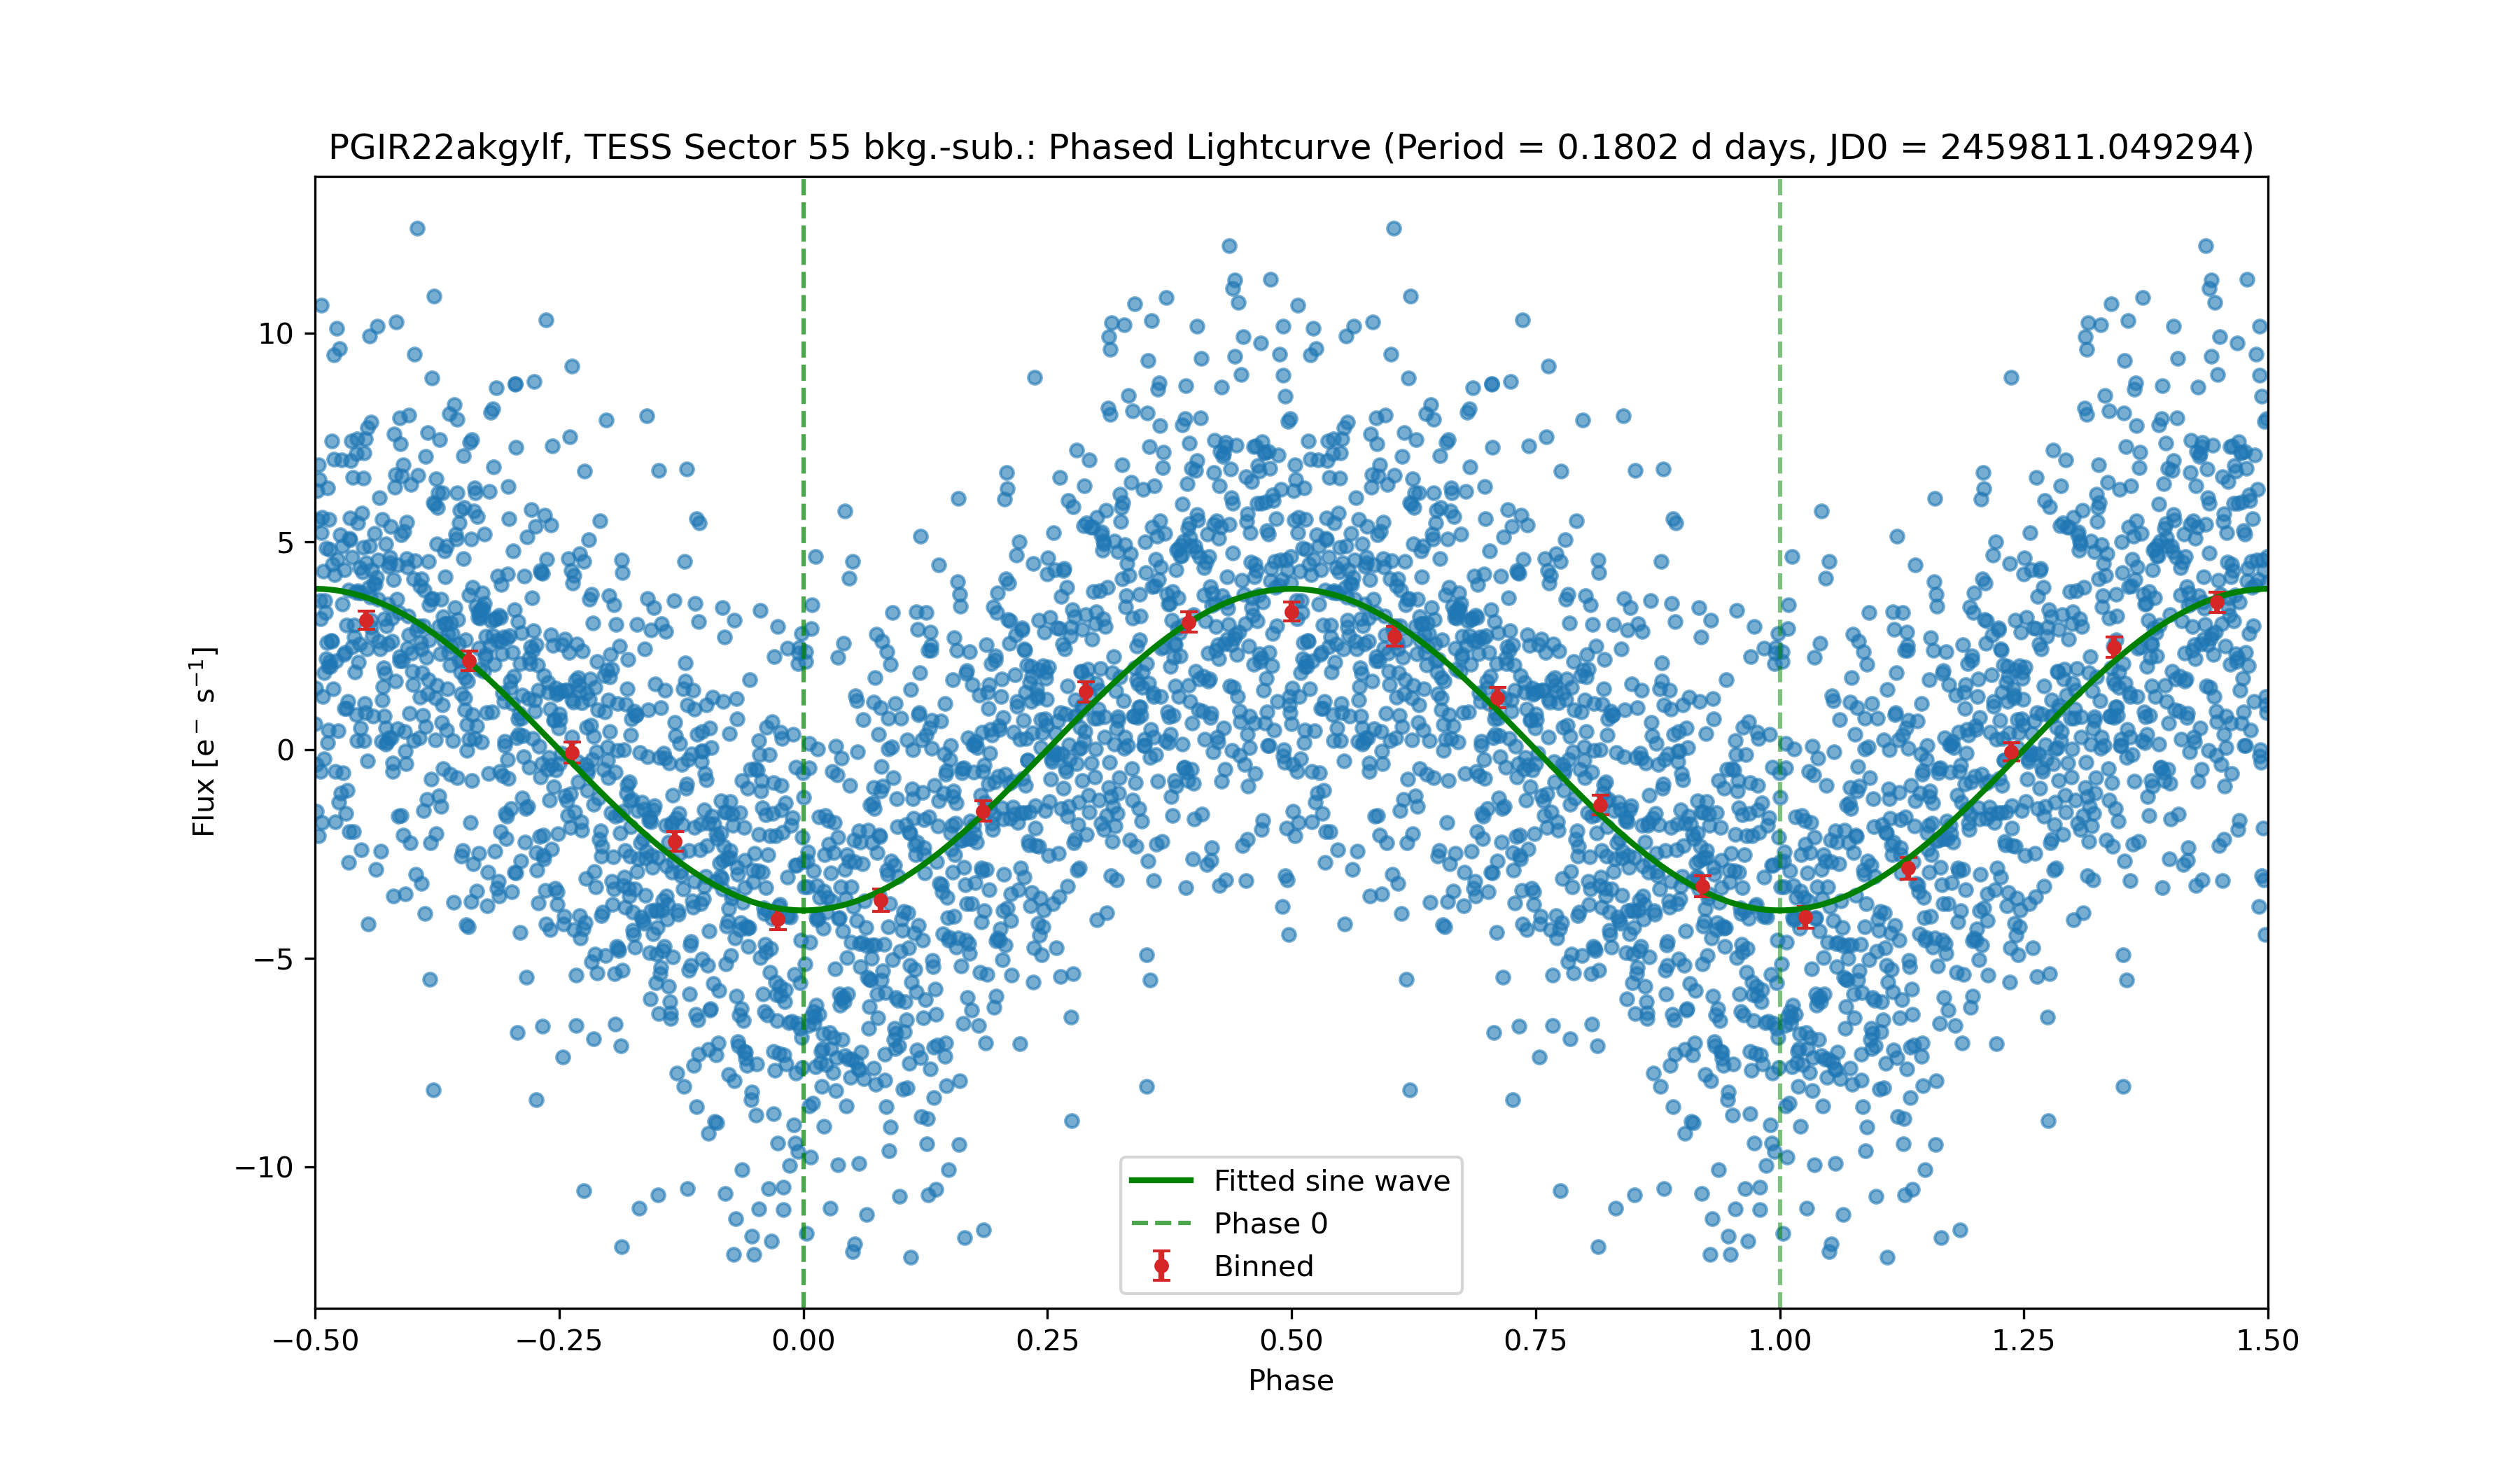 PGIR22akgylf, TESS Sector 55 bkg.-sub.: Phased Lightcurve (Period = 0.1802 d days, JD0 = 2459811.049294)
10
5
0
−5
−10
Flux [e⁻ s⁻¹]
Fitted sine wave
Phase 0
Binned
−0.50 −0.25 0.00 0.25 0.50 0.75 1.00 1.25 1.50
Phase